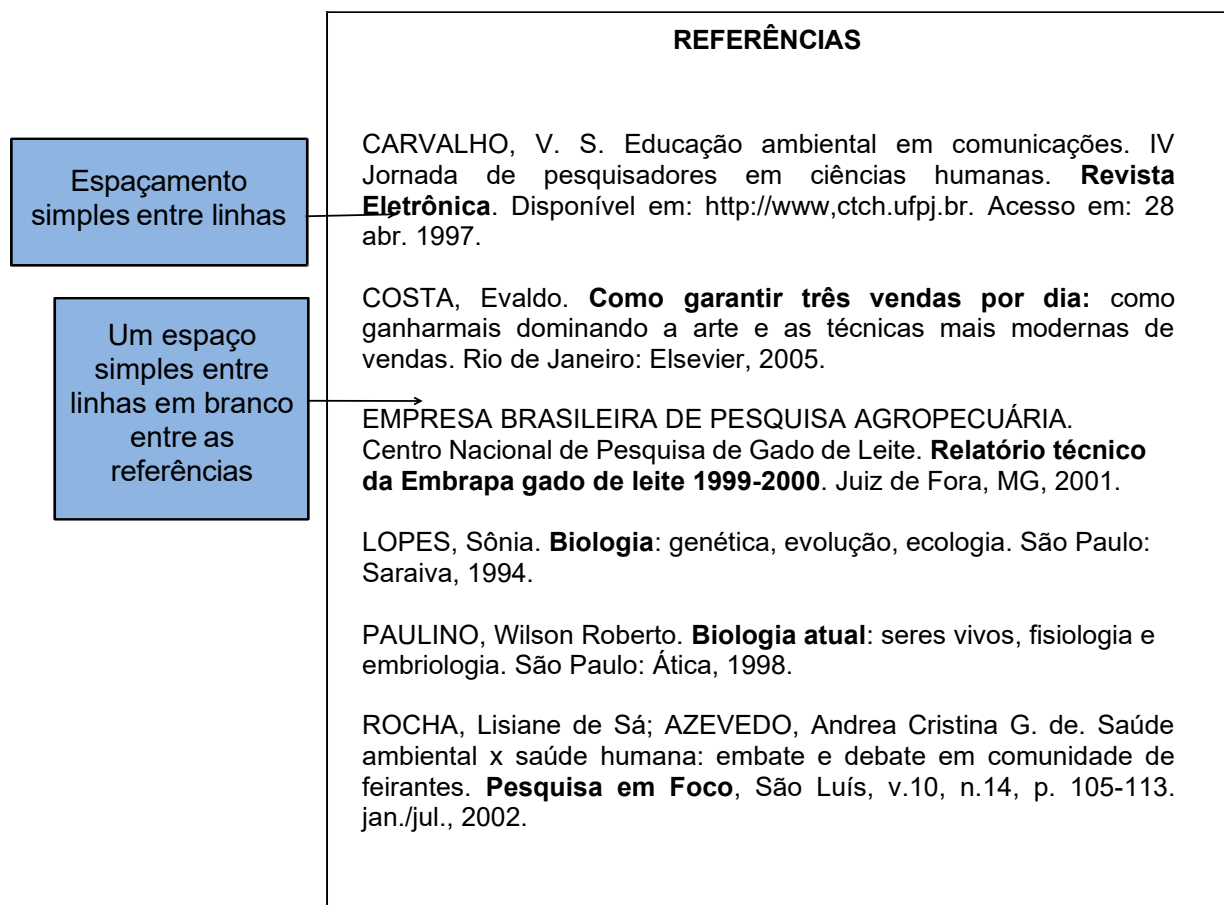 REFERÊNCIAS
Espaçamento
simples entre linhas
Um espaço
simples entre
linhas em branco
entre as
referências
CARVALHO, V. S. Educação ambiental em comunicações. IV
Jornada de pesquisadores em ciências humanas. Revista
Eletrônica. Disponível em: http://www,ctch.ufpj.br. Acesso em: 28
abr. 1997.
COSTA, Evaldo. Como garantir três vendas por dia: como
ganharmais dominando a arte e as técnicas mais modernas de
vendas. Rio de Janeiro: Elsevier, 2005.
EMPRESA BRASILEIRA DE PESQUISA AGROPECUÁRIA.
Centro Nacional de Pesquisa de Gado de Leite. Relatório técnico
da Embrapa gado de leite 1999-2000. Juiz de Fora, MG, 2001.
LOPES, Sônia. Biologia: genética, evolução, ecologia. São Paulo:
Saraiva, 1994.
PAULINO, Wilson Roberto. Biologia atual: seres vivos, fisiologia e
embriologia. São Paulo: Ática, 1998.
ROCHA, Lisiane de Sá; AZEVEDO, Andrea Cristina G. de. Saúde
ambiental x saúde humana: embate e debate em comunidade de
feirantes. Pesquisa em Foco, São Luís, v.10, n.14, p. 105-113.
jan./jul., 2002.